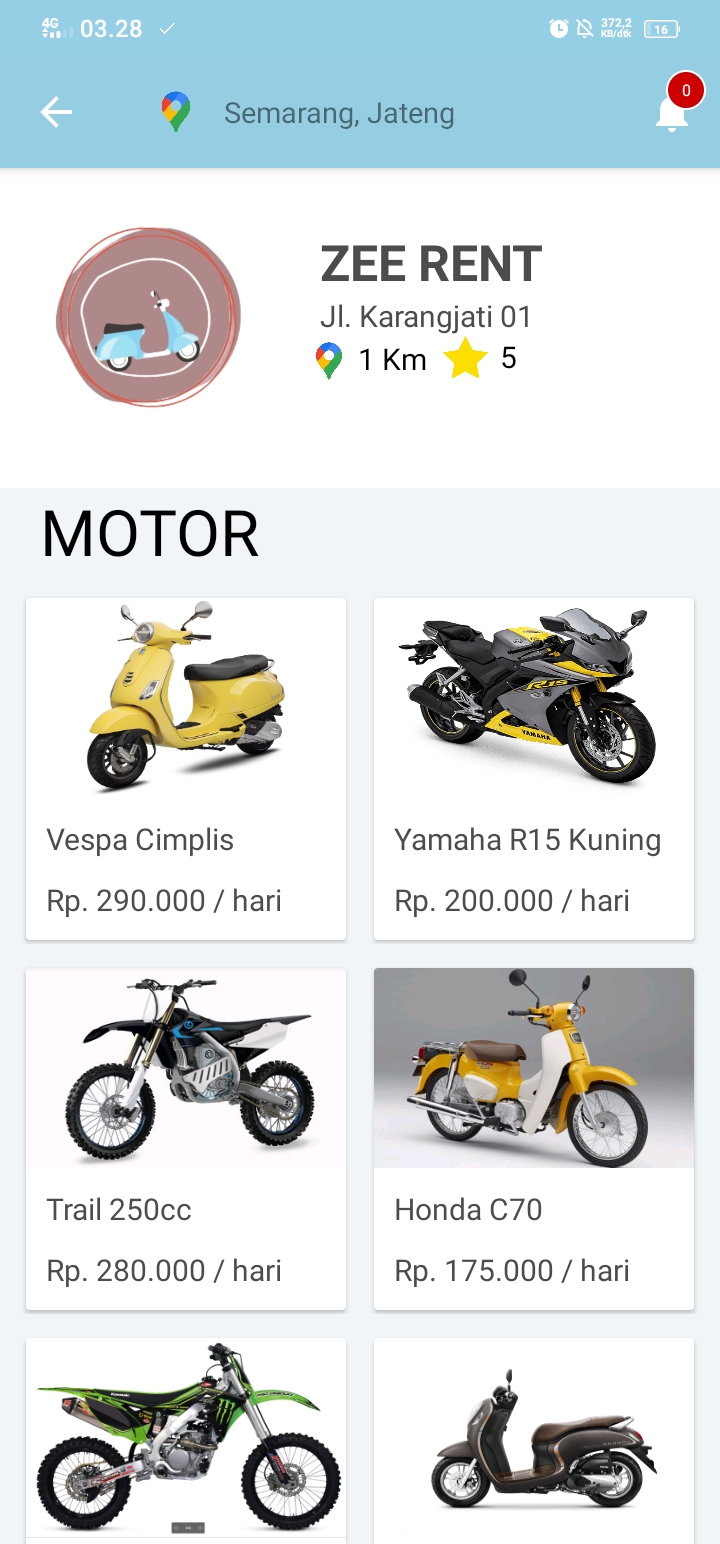 4G 03.28 372,2 KB/dtk 16
Semarang, Jateng 0
ZEE RENT
Jl. Karangjati 01
1 Km 5
MOTOR
R15
YAMAHA
Vespa Cimplis
Yamaha R15 Kuning
Rp. 290.000 / hari
Rp. 200.000 / hari
Trail 250cc
Honda C70
Rp. 280.000 / hari
Rp. 175.000 / hari